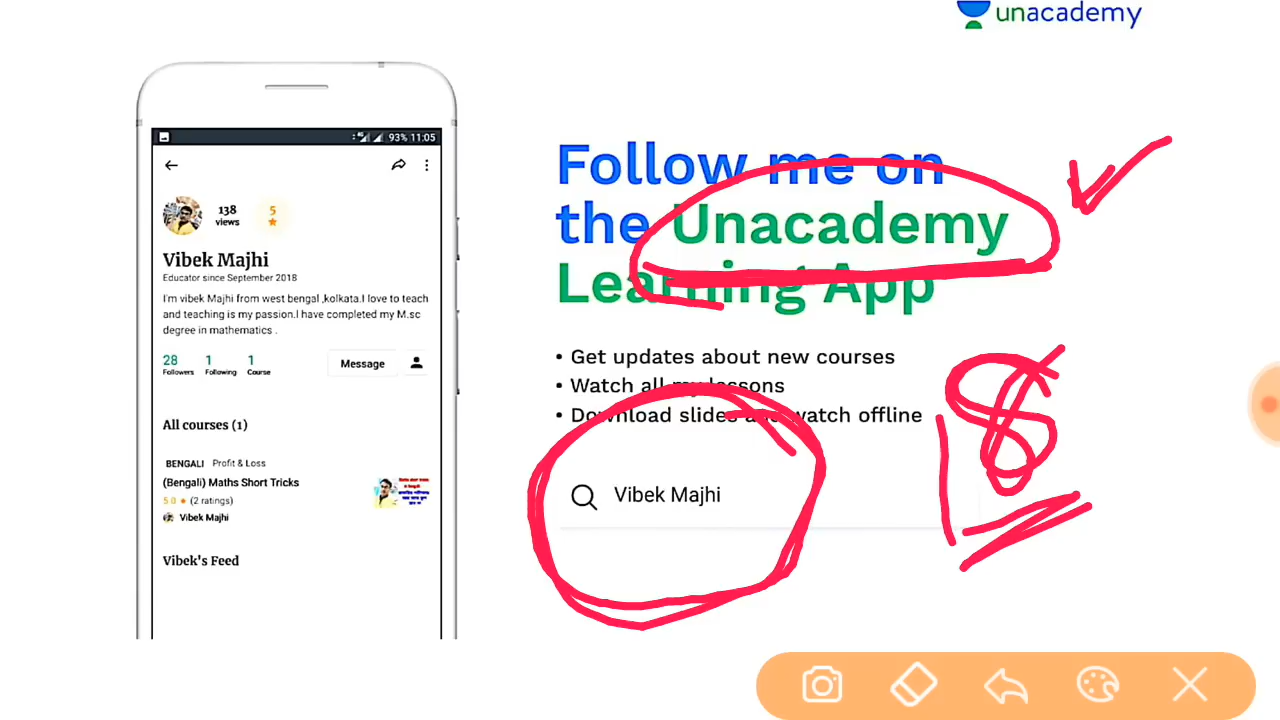 unacademy
93% 11:05
138
views
5
Vibek Majhi
Educator since September 2018
I'm vibek Majhi from west bengal ,kolkata.I love to teach
and teaching is my passion.I have completed my M.sc
degree in mathematics .
28
Followers
1
Following
1
Course
Message
All courses (1)
BENGALI Profit & Loss
(Bengali) Maths Short Tricks
5.0 ★ (2 ratings)
Vibek Majhi
Vibek's Feed
Follow me on
the Unacademy
Learning App
• Get updates about new courses
• Watch all my lessons
• Download slides and watch offline
Vibek Majhi